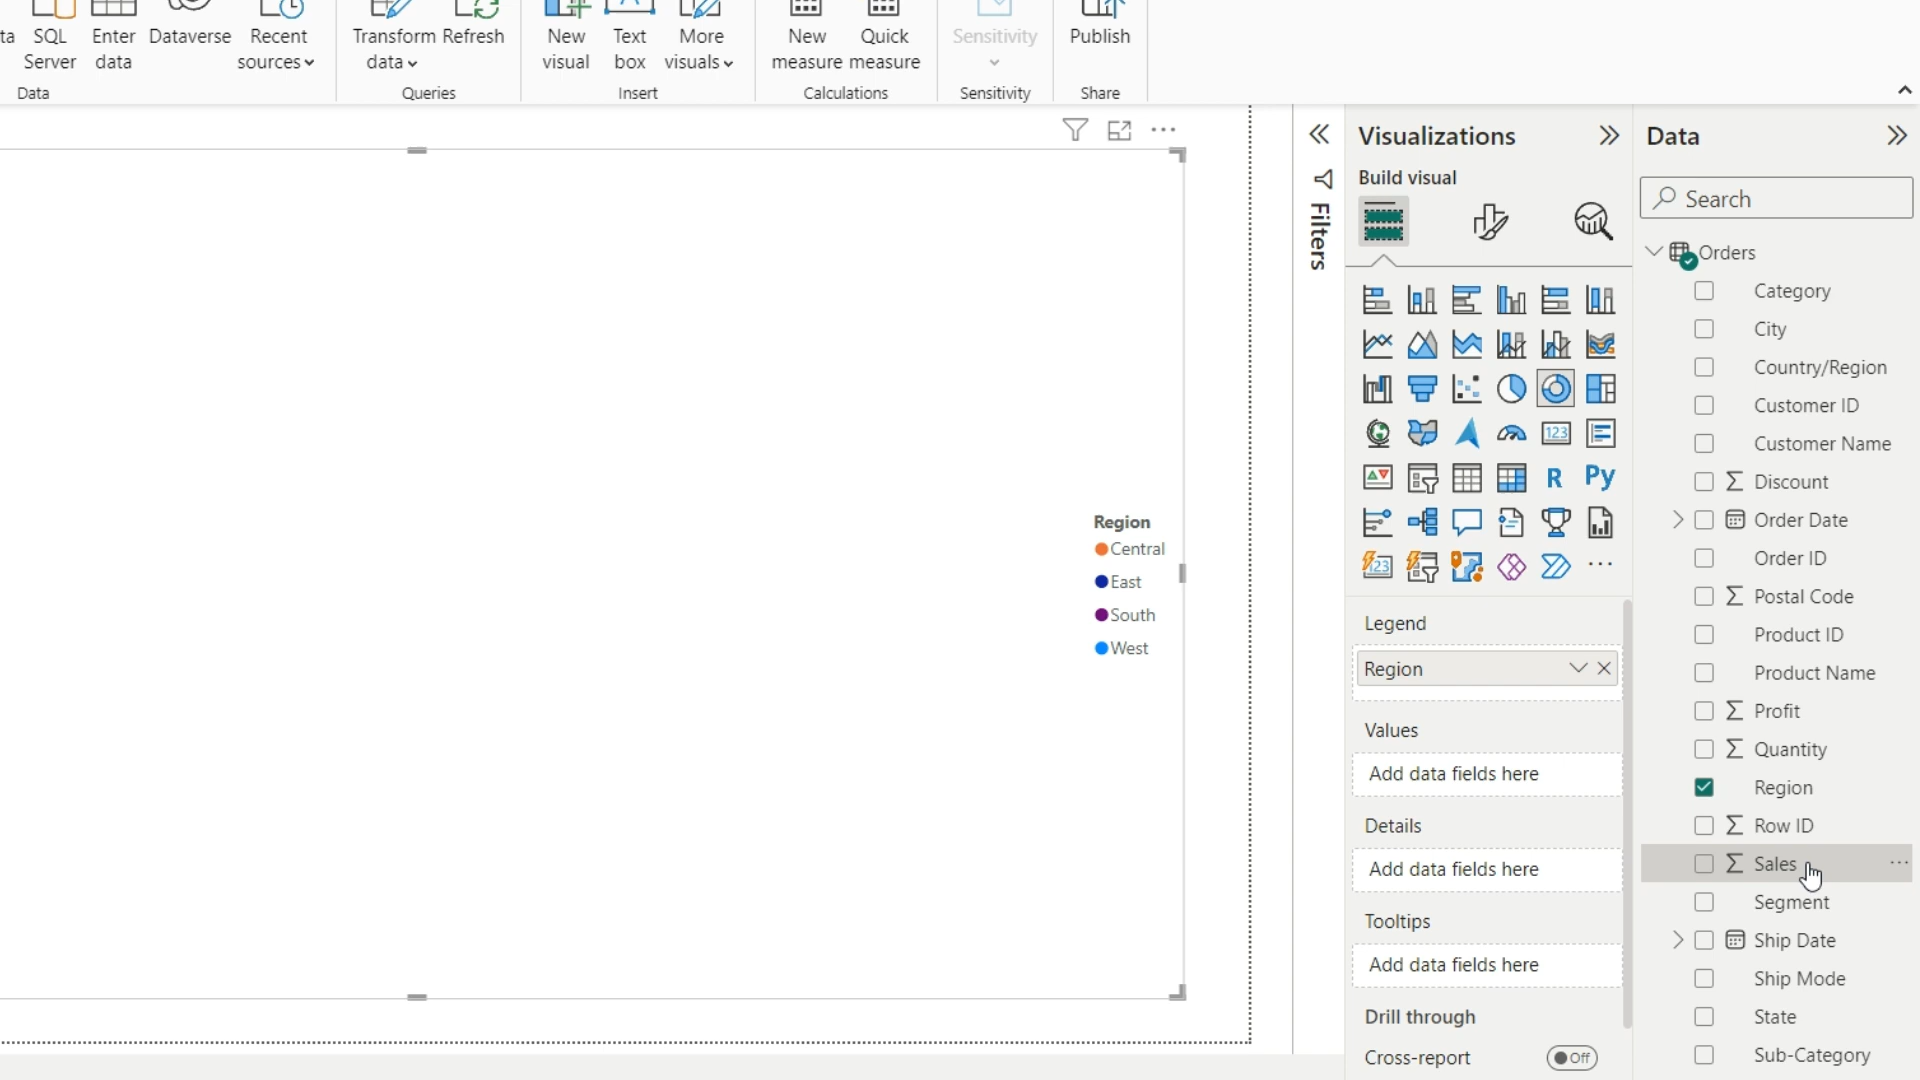 ta
SQL
Server
Enter
data
Dataverse
Recent
sources
Data
Transform
data
Refresh
Queries
New
visual
Text
box
More
visuals
Insert
New
measure
Quick
measure
Calculations
Sensitivity
Sensitivity
Publish
Share
Region
Central
East
South
West
Filters
Visualizations
Build visual
123
R
Py
123
Legend
Region
Values
Add data fields here
Details
Add data fields here
Tooltips
Add data fields here
Drill through
Cross-report
Off
Data
Search
Orders
Category
City
Country/Region
Customer ID
Customer Name
Σ Discount
Order Date
Order ID
Σ Postal Code
Product ID
Product Name
Σ Profit
Σ Quantity
Region
Σ Row ID
Σ Sales
Segment
Ship Date
Ship Mode
State
Sub-Category